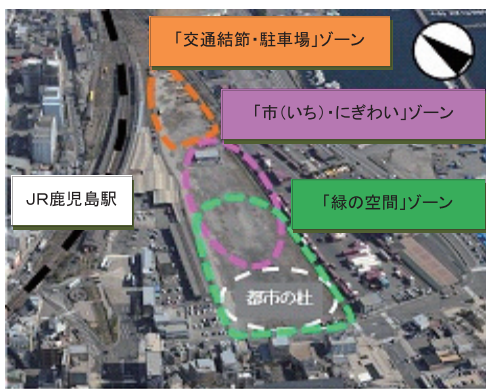 「交通結節・駐車場」ゾーン
「市(いち)・にぎわい」ゾーン
JR鹿児島駅
「緑の空間」ゾーン
都市の杜